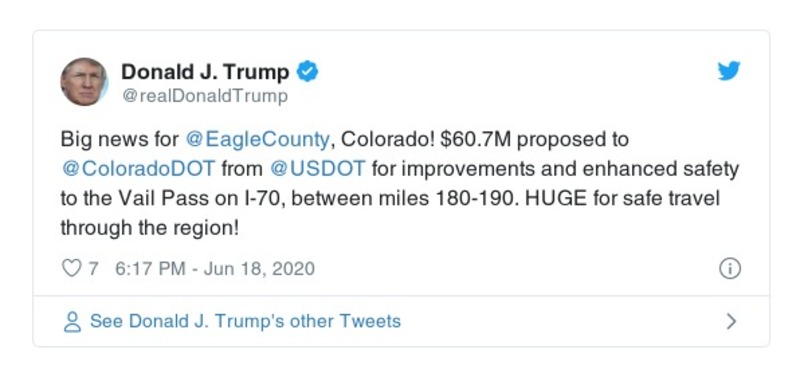 Donald J. Trump
@realDonaldTrump
Big news for @EagleCounty, Colorado! $60.7M proposed to
@ColoradoDOT from @USDOT for improvements and enhanced safety
to the Vail Pass on I-70, between miles 180-190. HUGE for safe travel
through the region!
7 6:17 PM - Jun 18, 2020
See Donald J. Trump's other Tweets